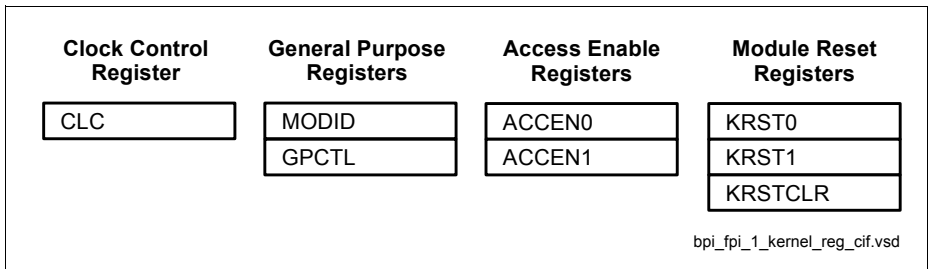 Clock Control
Register
CLC
General Purpose
Registers
MODID
GPCTL
Access Enable
Registers
ACCEN0
ACCEN1
Module Reset
Registers
KRST0
KRST1
KRSTCLR
bpi_fpi_1_kernel_reg_cif.vsd